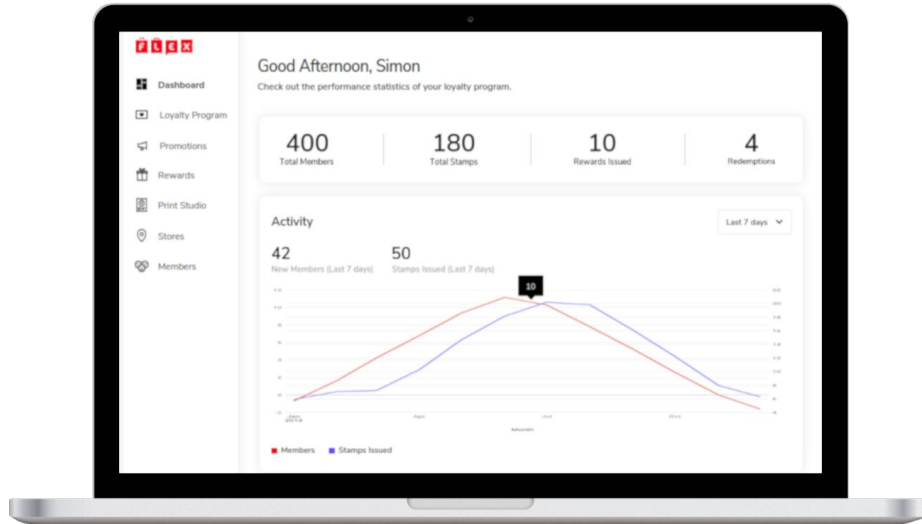 FLEX
Good Afternoon, Simon
Check out the performance statistics of your loyalty program.
Dashboard
Loyalty Program
Promotions
Rewards
Print Studio
Stores
Members
400
Total Members
180
Total Stamps
10
Rewards Issued
4
Redemptions
Activity
Last 7 days
42
New Members (Last 7 days)
50
Stamps Issued (Last 7 days)
10
Members
Stamps Issued